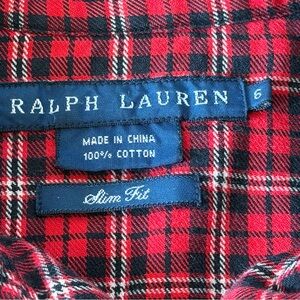 RALPH LAUREN 6
MADE IN CHINA
100% COTTON
Slim Fit